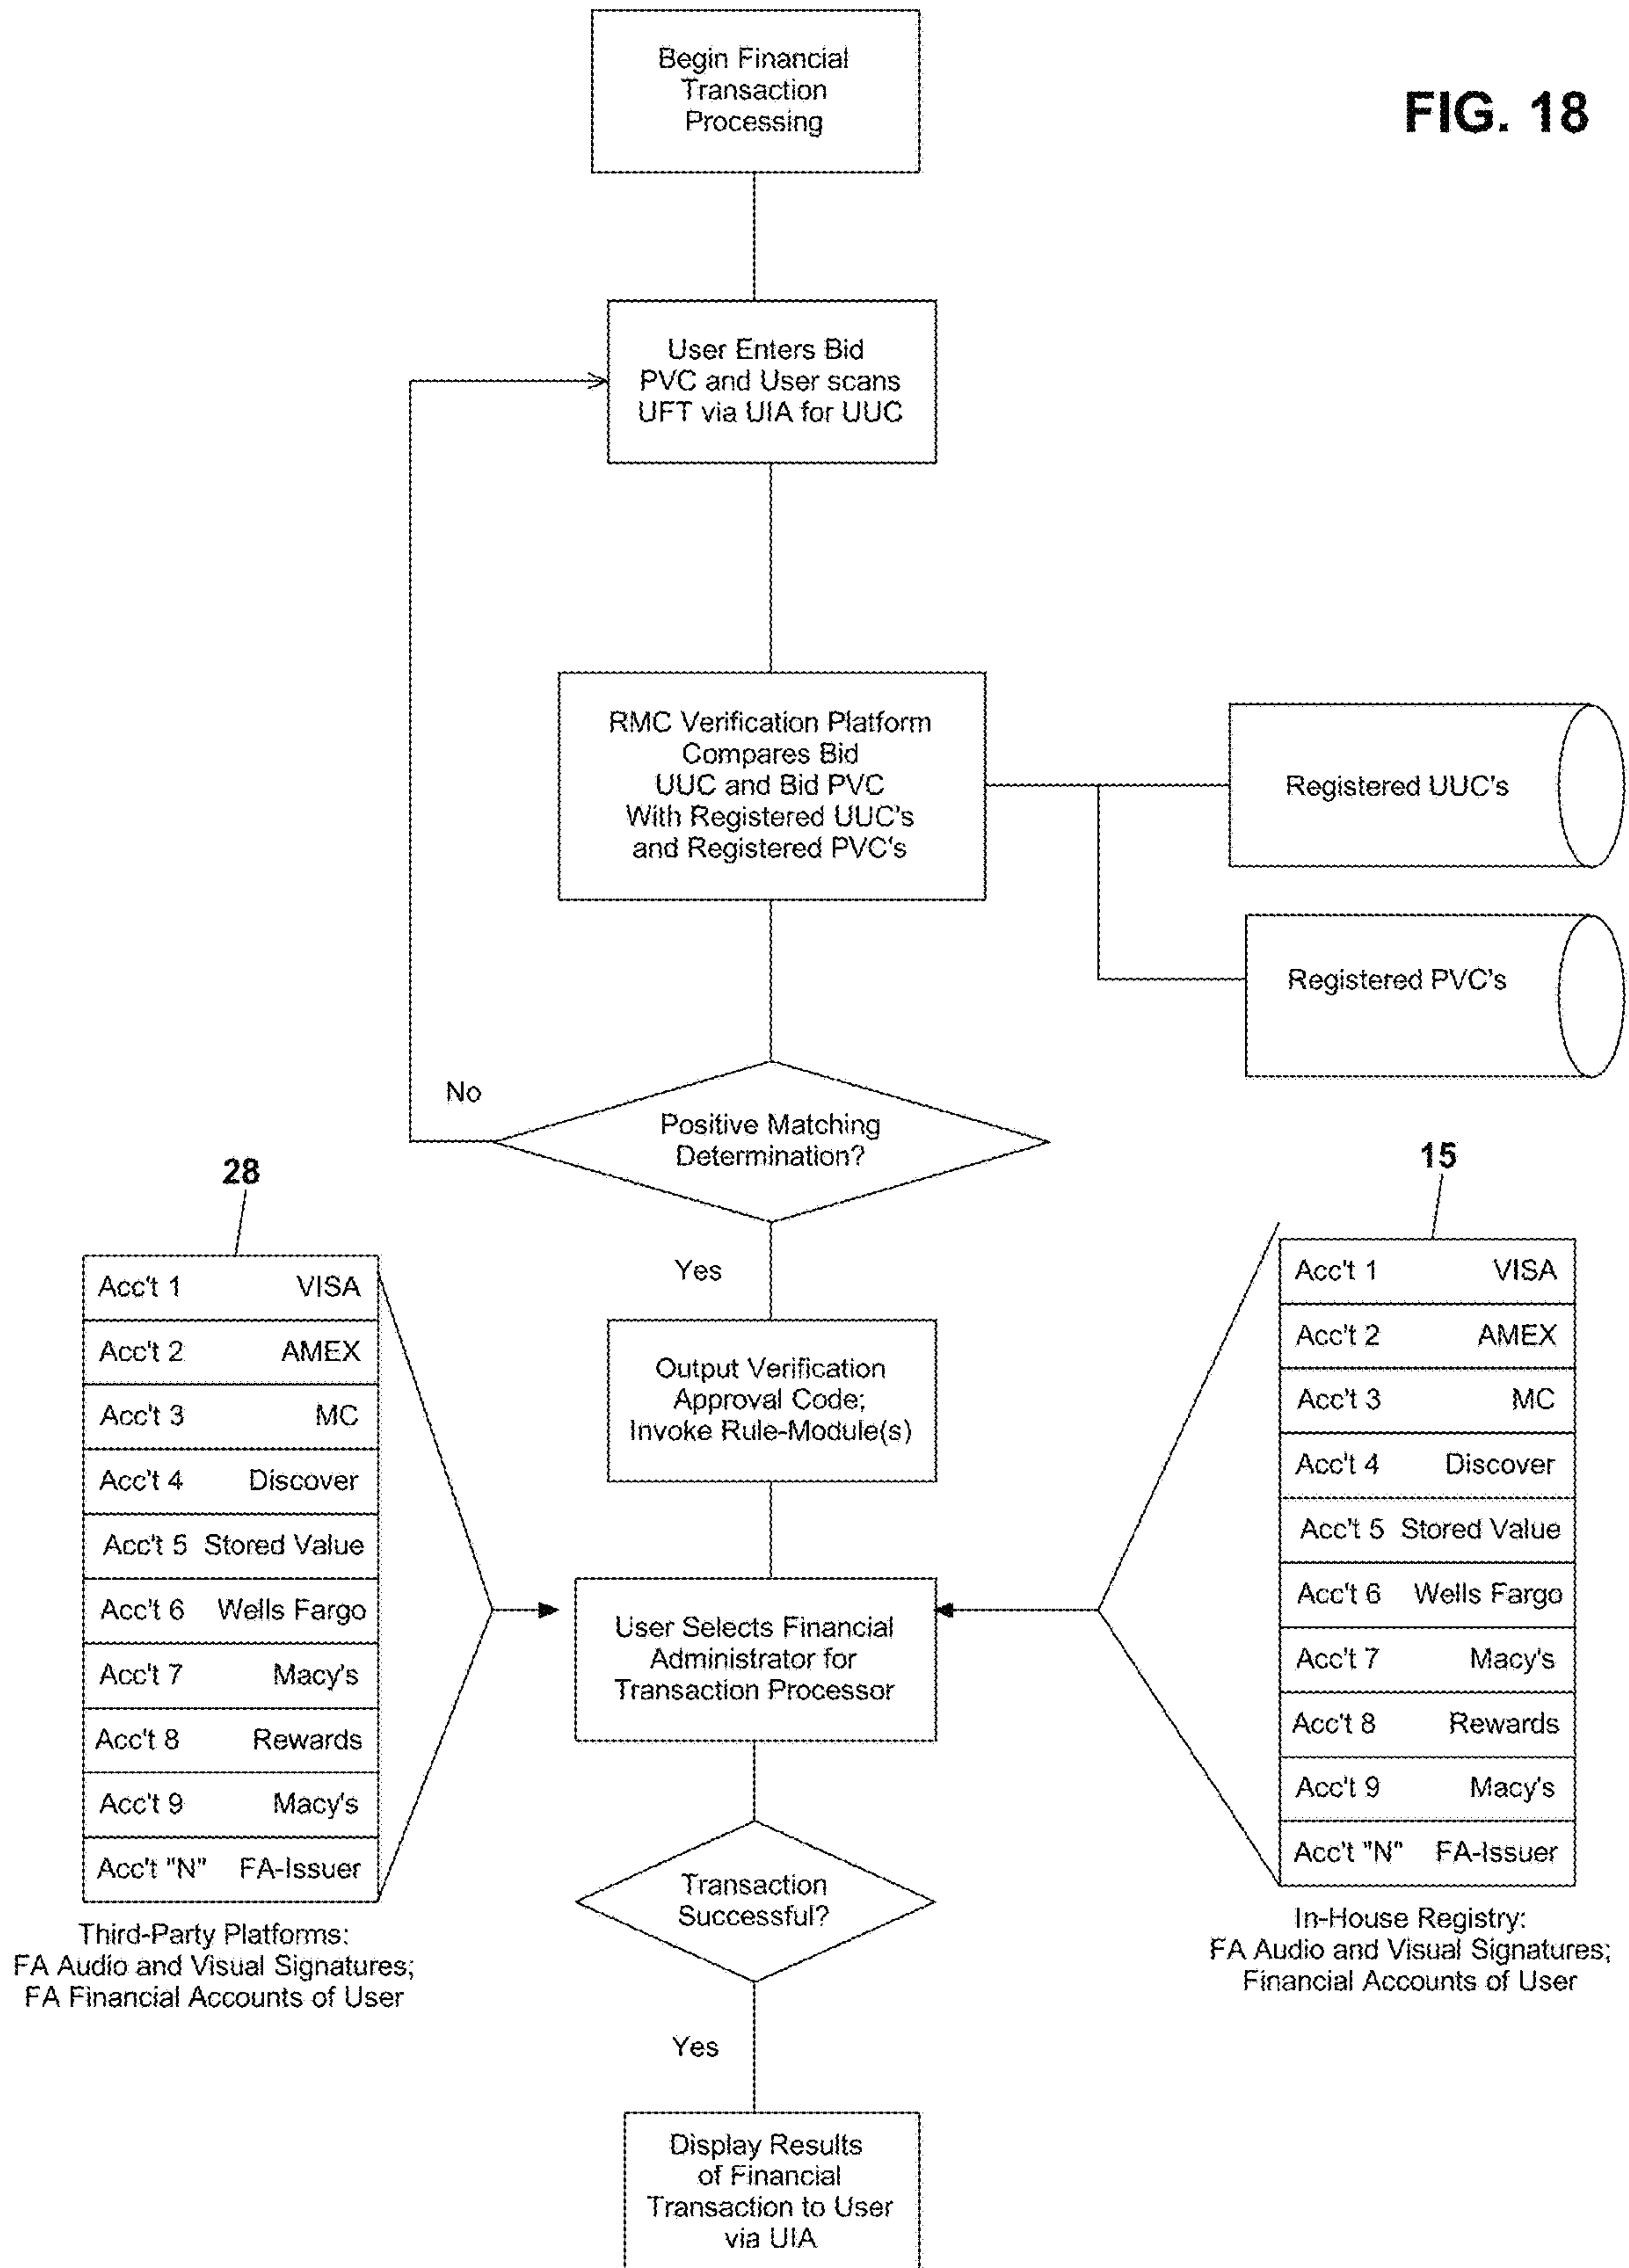 FIG. 18
Begin Financial
Transaction
Processing
User Enters Bid
PVC and User scans
UFT via UIA for UUC
RMC Verification Platform
Compares Bid
UUC and Bid PVC
With Registered UUC's
and Registered PVC's
Registered UUC's
Registered PVC's
No
Positive Matching
Determination?
Yes
28
Acc't 1 VISA
Acc't 2 AMEX
Acc't 3 MC
Acc't 4 Discover
Acc't 5 Stored Value
Acc't 6 Wells Fargo
Acc't 7 Macy's
Acc't 8 Rewards
Acc't 9 Macy's
Acc't "N" FA-Issuer
Third-Party Platforms:
FA Audio and Visual Signatures;
FA Financial Accounts of User
Output Verification
Approval Code;
Invoke Rule-Module(s)
User Selects Financial
Administrator for
Transaction Processor
15
Acc't 1 VISA
Acc't 2 AMEX
Acc't 3 MC
Acc't 4 Discover
Acc't 5 Stored Value
Acc't 6 Wells Fargo
Acc't 7 Macy's
Acc't 8 Rewards
Acc't 9 Macy's
Acc't "N" FA-Issuer
In-House Registry:
FA Audio and Visual Signatures;
Financial Accounts of User
Transaction
Successful?
Yes
Display Results
of Financial
Transaction to User
via UIA